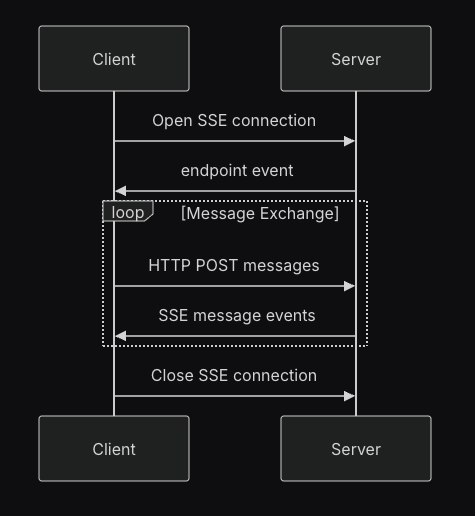 Client
Server
Open SSE connection
endpoint event
loop
[Message Exchange]
HTTP POST messages
SSE message events
Close SSE connection
Client
Server